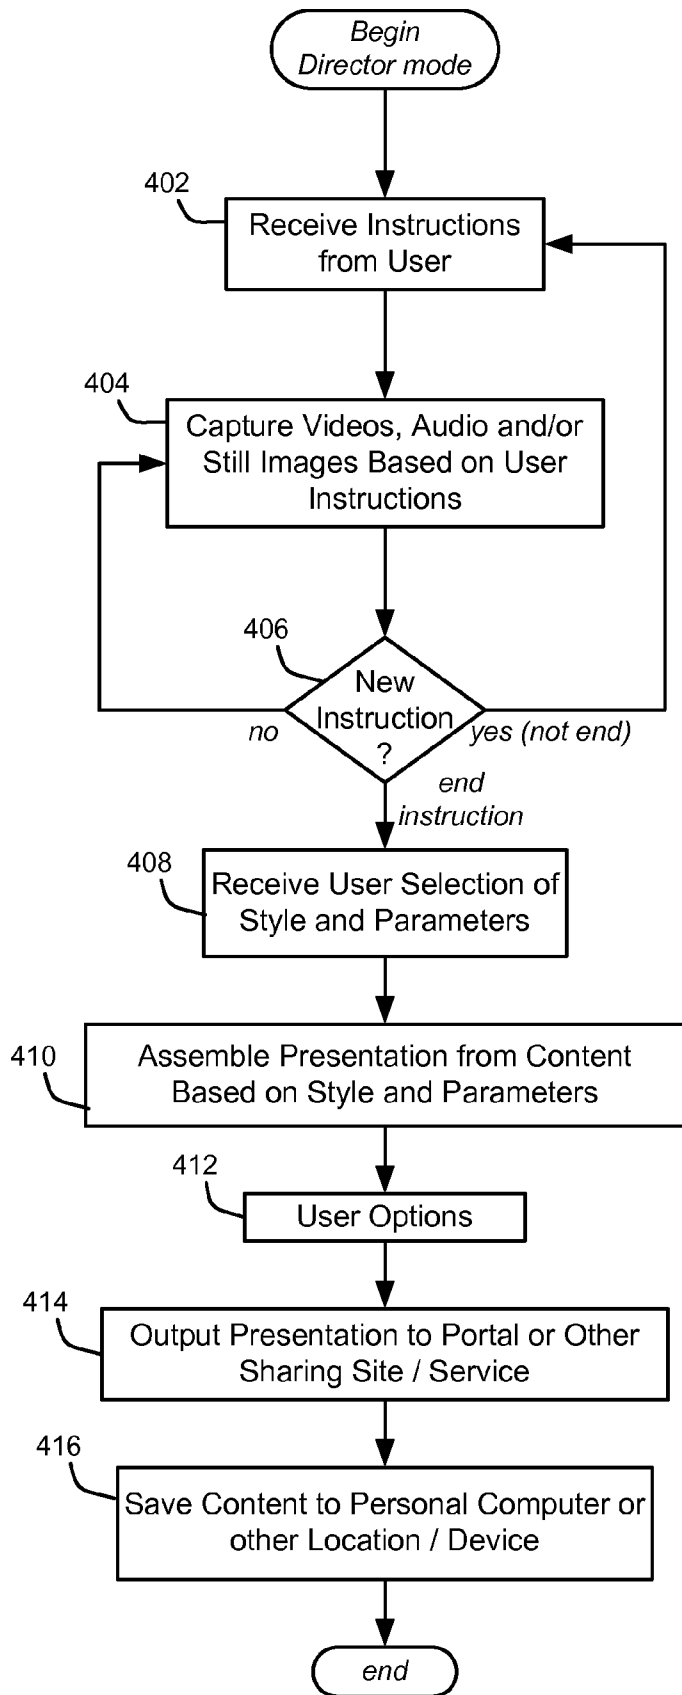 Begin
Director mode
402
Receive Instructions
from User
404
Capture Videos, Audio and/or
Still Images Based on User
Instructions
406
New
Instruction
?
no
yes (not end)
end
instruction
408
Receive User Selection of
Style and Parameters
410
Assemble Presentation from Content
Based on Style and Parameters
412
User Options
414
Output Presentation to Portal or Other
Sharing Site / Service
416
Save Content to Personal Computer or
other Location / Device
end